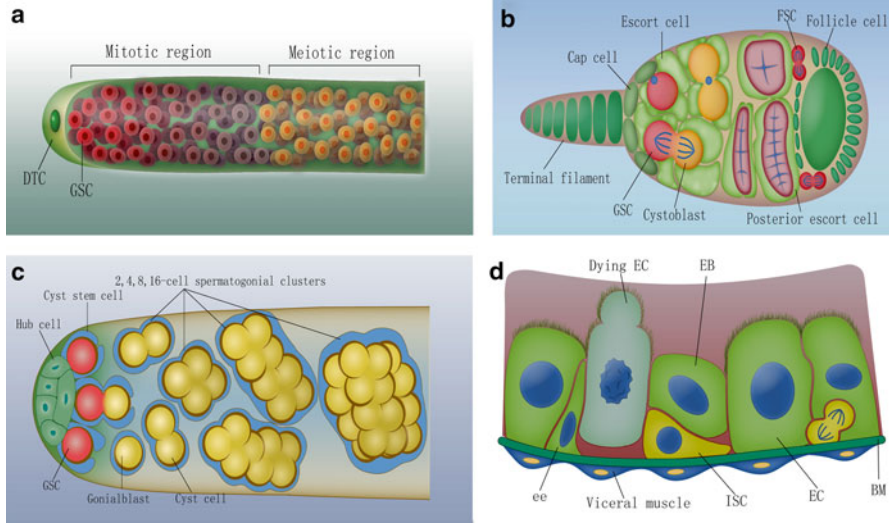 a
Mitotic region
Meiotic region
DTC
GSC
b
Escort cell
FSC
Follicle cell
Cap cell
Terminal filament
GSC
Cystoblast
Posterior escort cell
c
2,4,8,16-cell spermatogonial clusters
Cyst stem cell
Hub cell
GSC
Gonialblast
Cyst cell
d
Dying EC
EB
ee
Viceral muscle
ISC
EC
BM